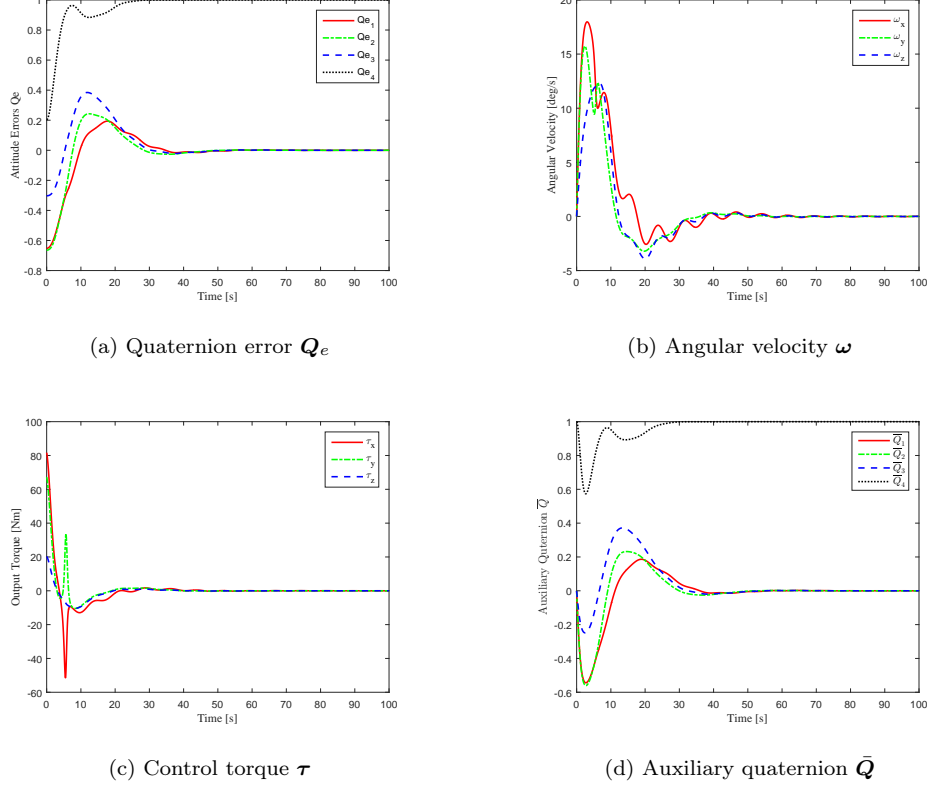 1
0.8
0.6
0.4
0.2
0
-0.2
-0.4
-0.6
-0.8
Attitude Errors Qe
Qe1
Qe2
Qe3
Qe4
0 10 20 30 40 50 60 70 80 90 100
Time [s]
(a) Quaternion error Qe
20
15
10
5
0
-5
Angular Velocity [deg/s]
ωx
ωy
ωz
0 10 20 30 40 50 60 70 80 90 100
Time [s]
(b) Angular velocity ω
100
80
60
40
20
0
-20
-40
-60
Output Torque [Nm]
τx
τy
τz
0 10 20 30 40 50 60 70 80 90 100
Time [s]
(c) Control torque τ
1
0.8
0.6
0.4
0.2
0
-0.2
-0.4
-0.6
Auxiliary Quternion Q̅
Q̅1
Q̅2
Q̅3
Q̅4
0 10 20 30 40 50 60 70 80 90 100
Time [s]
(d) Auxiliary quaternion Q̄